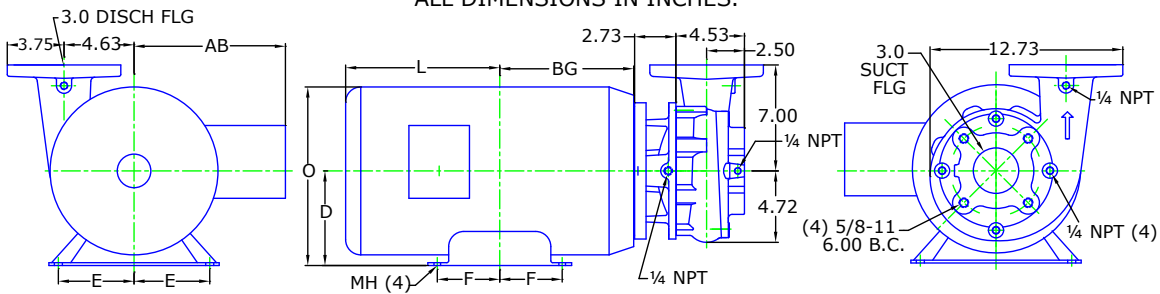 ALL DIMENSIONS IN INCHES.
3.0 DISCH FLG
3.75
4.63
AB
E
E
L
BG
2.73
4.53
2.50
7.00
¼ NPT
4.72
O
D
MH (4)
F
F
¼ NPT
3.0
SUCT
FLG
12.73
¼ NPT
(4) 5/8-11
6.00 B.C.
¼ NPT (4)